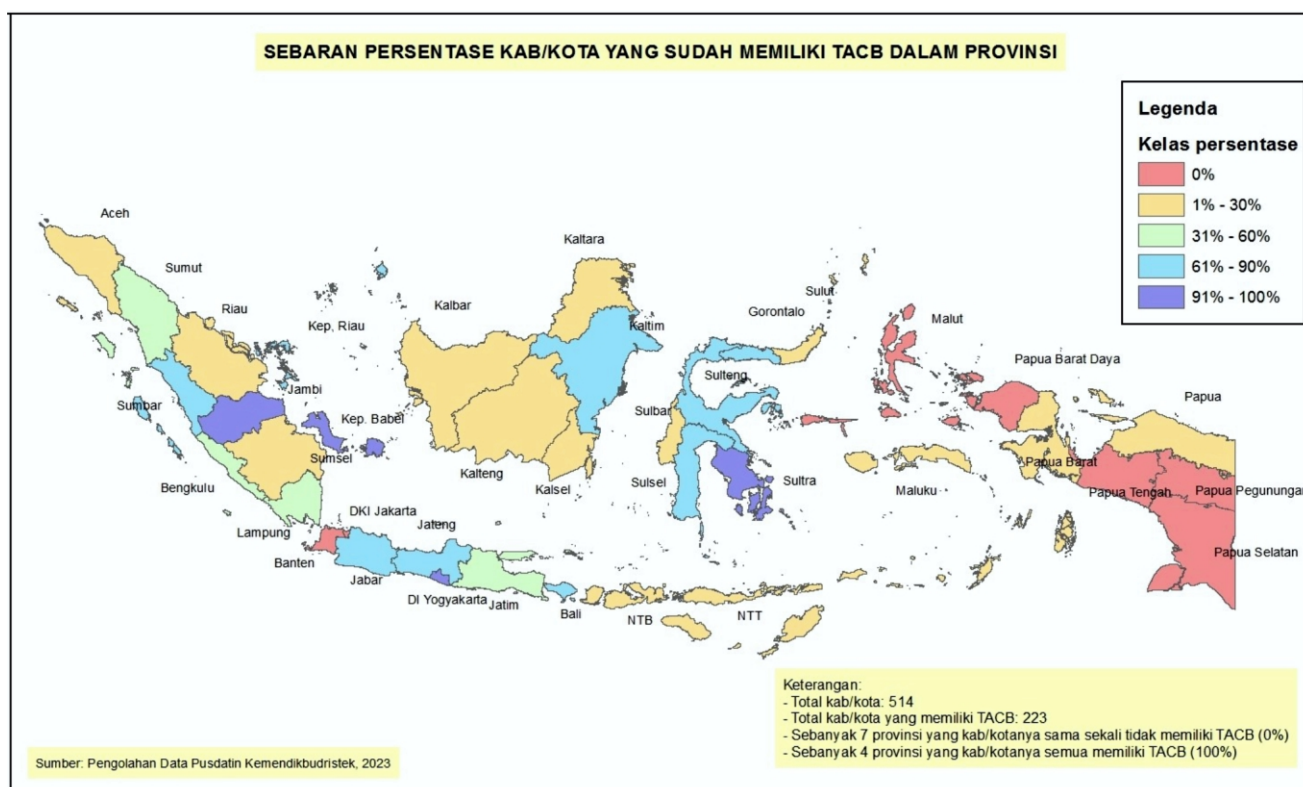 SEBARAN PERSENTASE KAB/KOTA YANG SUDAH MEMILIKI TACB DALAM PROVINSI
Legenda
Kelas persentase
0%
1% - 30%
31% - 60%
61% - 90%
91% - 100%
Aceh
Sumut
Riau
Kep, Riau
Kalbar
Kaltara
Kaltim
Gorontalo
Sulut
Malut
Papua Barat Daya
Papua
Sumbar
Jambi
Kep. Babel
Sumsel
Bengkulu
Lampung
Kalteng
Kalsel
Sulbar
Sulteng
Sulsel
Sultra
Maluku
Papua Barat
Papua Tengah
Papua Pegunungan
Papua Selatan
DKI Jakarta
Jateng
Banten
Jabar
DI Yogyakarta
Jatim
Bali
NTB
NTT
Keterangan:
- Total kab/kota: 514
- Total kab/kota yang memiliki TACB: 223
- Sebanyak 7 provinsi yang kab/kotanya sama sekali tidak memiliki TACB (0%)
- Sebanyak 4 provinsi yang kab/kotanya semua memiliki TACB (100%)
Sumber: Pengolahan Data Pusdatin Kemendikbudristek, 2023